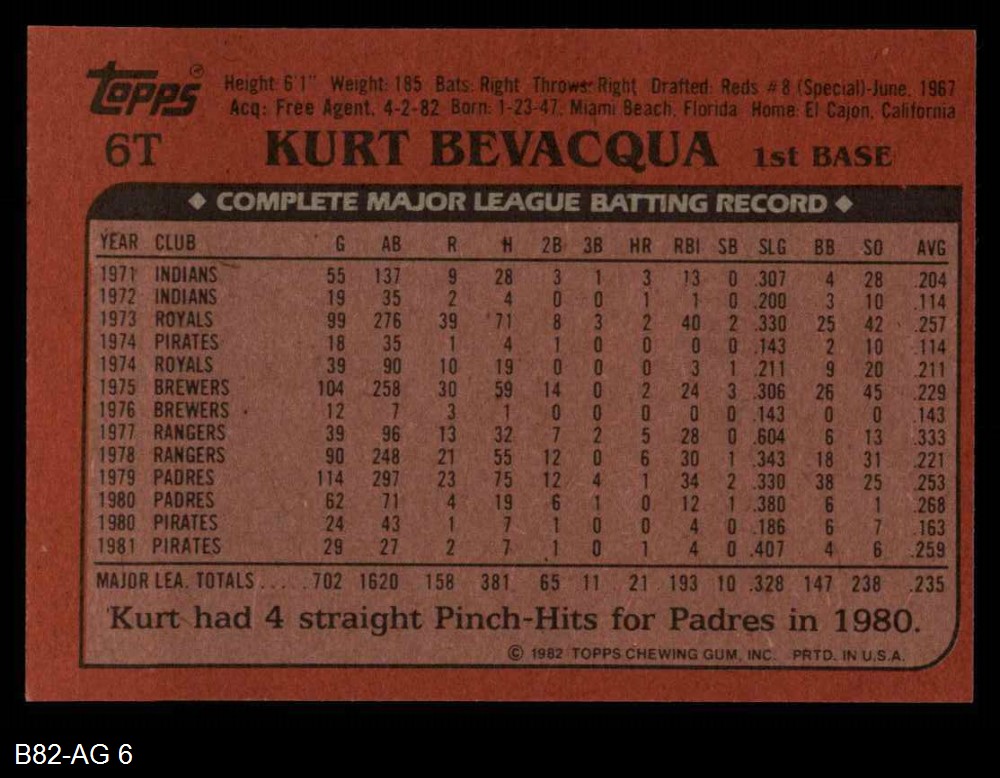 Topps Height: 6'1" Weight: 185 Bats: Right Throws: Right Drafted: Reds #8 (Special)-June, 1967
Acq: Free Agent, 4-2-82 Born: 1-23-47, Miami Beach, Florida Home: El Cajon, California
6T KURT BEVACQUA 1st BASE
◆ COMPLETE MAJOR LEAGUE BATTING RECORD ◆
YEAR CLUB G AB R H 2B 3B HR RBI SB SLG BB SO AVG
1971 INDIANS 55 137 9 28 3 1 3 13 0 .307 4 28 .204
1972 INDIANS 19 35 2 4 0 0 1 1 0 .200 3 10 .114
1973 ROYALS 99 276 39 71 8 3 2 40 2 .330 25 42 .257
1974 PIRATES 18 35 1 4 1 0 0 0 0 .143 2 10 .114
1974 ROYALS 39 90 10 19 0 0 0 3 1 .211 9 20 .211
1975 BREWERS 104 258 30 59 14 0 2 24 3 .306 26 45 .229
1976 BREWERS 12 7 3 1 0 0 0 0 0 .143 0 0 .143
1977 RANGERS 39 96 13 32 7 2 5 28 0 .604 6 13 .333
1978 RANGERS 90 248 21 55 12 0 6 30 1 .343 18 31 .221
1979 PADRES 114 297 23 75 12 4 1 34 2 .330 38 25 .253
1980 PADRES 62 71 4 19 6 1 0 12 1 .380 6 1 .268
1980 PIRATES 24 43 1 7 1 0 0 4 0 .186 6 7 .163
1981 PIRATES 29 27 2 7 1 0 1 4 0 .407 4 6 .259
MAJOR LEA. TOTALS ..... 702 1620 158 381 65 11 21 193 10 .328 147 238 .235
Kurt had 4 straight Pinch-Hits for Padres in 1980.
© 1982 TOPPS CHEWING GUM, INC. PRTD. IN U.S.A.
B82-AG 6